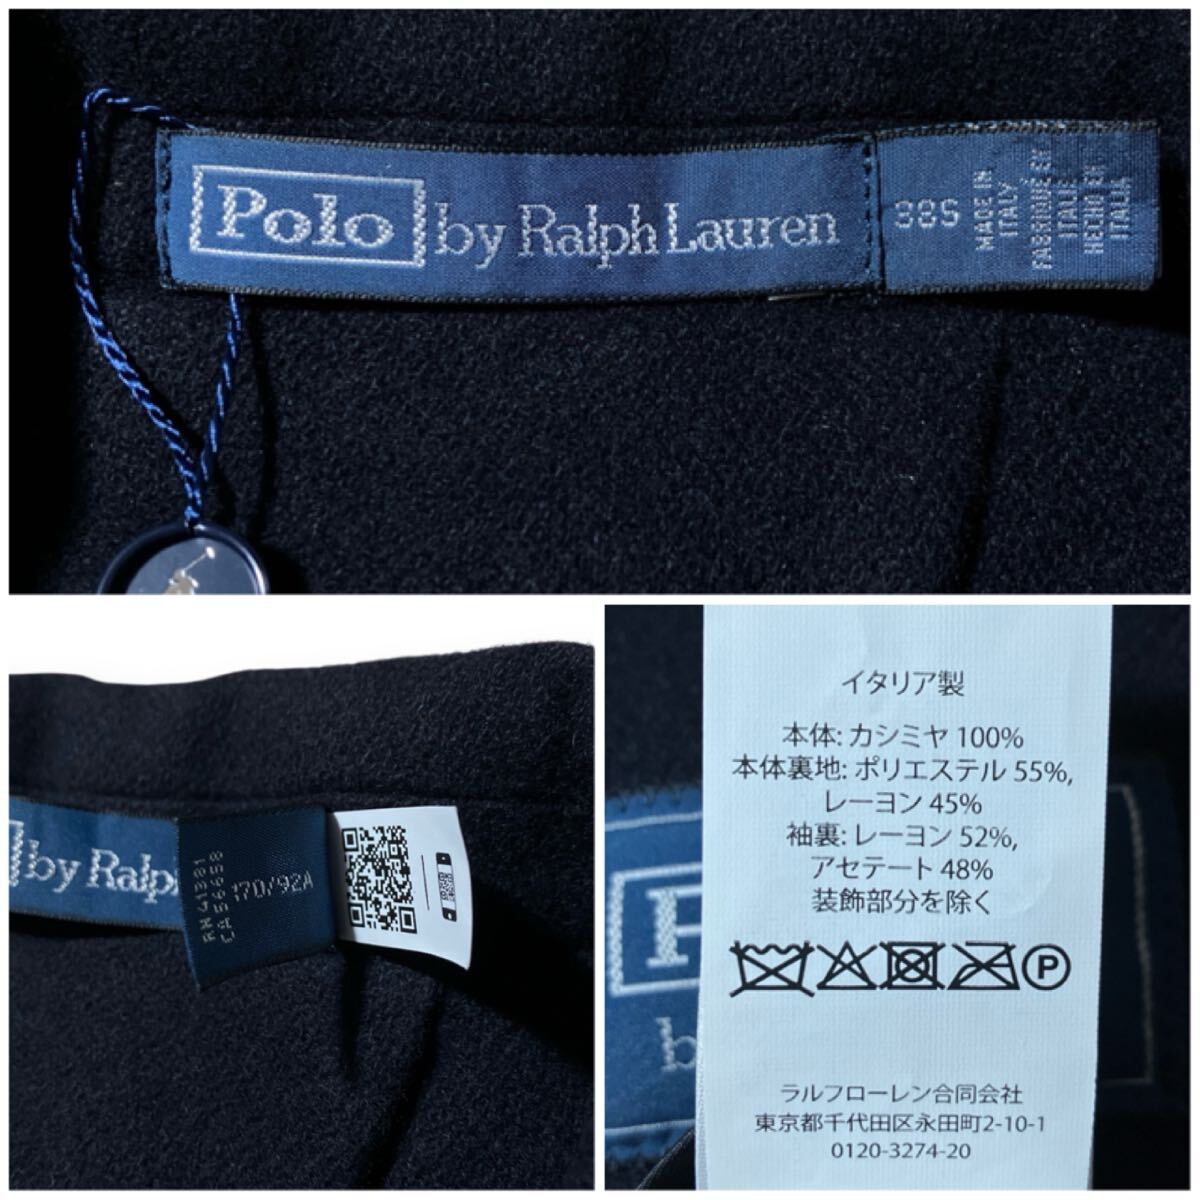 Polo by Ralph Lauren
38S
MADE IN
ITALY
FABRIQUÉ EN
ITALIE
HECHO EN
ITALIA
by Ralp
RN 41381
CA 56658
170/92A
イタリア製
本体: カシミヤ 100%
本体裏地: ポリエステル 55%,
レーヨン 45%
袖裏: レーヨン 52%,
アセテート 48%
装飾部分を除く
P
ラルフローレン合同会社
東京都千代田区永田町2-10-1
0120-3274-20
P
b